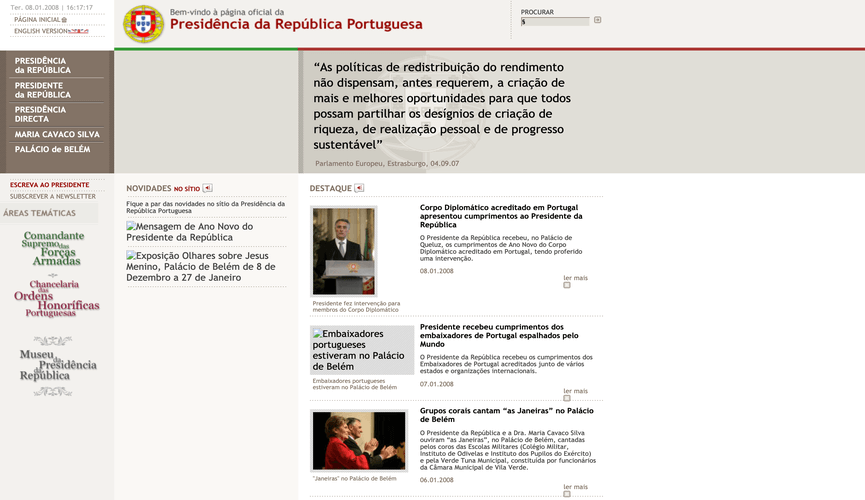 Ter. 08.01.2008 | 16:17:17
PÁGINA INICIAL
ENGLISH VERSION
Bem-vindo à página oficial da
Presidência da República Portuguesa
PROCURAR
s
PRESIDÊNCIA
da REPÚBLICA
PRESIDENTE
da REPÚBLICA
PRESIDÊNCIA
DIRECTA
MARIA CAVACO SILVA
PALÁCIO de BELÉM
“As políticas de redistribuição do rendimento
não dispensam, antes requerem, a criação de
mais e melhores oportunidades para que todos
possam partilhar os desígnios de criação de
riqueza, de realização pessoal e de progresso
sustentável”
Parlamento Europeu, Estrasburgo, 04.09.07
ESCREVA AO PRESIDENTE
SUBSCREVER A NEWSLETTER
ÁREAS TEMÁTICAS
Comandante
Supremo das
Forças
Armadas
Chancelaria
das
Ordens
Honoríficas
Portuguesas
Museu
da
Presidência
da
República
NOVIDADES NO SÍTIO
Fique a par das novidades no sítio da Presidência da
República Portuguesa
Mensagem de Ano Novo do
Presidente da República
Exposição Olhares sobre Jesus
Menino, Palácio de Belém de 8 de
Dezembro a 27 de Janeiro
DESTAQUE
Corpo Diplomático acreditado em Portugal
apresentou cumprimentos ao Presidente da
República
O Presidente da República recebeu, no Palácio de
Queluz, os cumprimentos de Ano Novo do Corpo
Diplomático acreditado em Portugal, tendo proferido
uma intervenção.
08.01.2008
ler mais
Presidente fez intervenção para
membros do Corpo Diplomático
Embaixadores
portugueses
estiveram no Palácio
de Belém
Embaixadores portugueses
estiveram no Palácio de Belém
Presidente recebeu cumprimentos dos
embaixadores de Portugal espalhados pelo
Mundo
O Presidente da República recebeu os cumprimentos dos
Embaixadores de Portugal acreditados junto de vários
estados e organizações internacionais.
07.01.2008
ler mais
Grupos corais cantam “as Janeiras” no Palácio
de Belém
O Presidente da República e a Dra. Maria Cavaco Silva
ouviram “as Janeiras”, no Palácio de Belém, cantadas
pelos coros das Escolas Militares (Colégio Militar,
Instituto de Odivelas e Instituto dos Pupilos do Exército)
e pela Verde Tuna Municipal, constituída por funcionários
da Câmara Municipal de Vila Verde.
06.01.2008
ler mais
"Janeiras" no Palácio de Belém